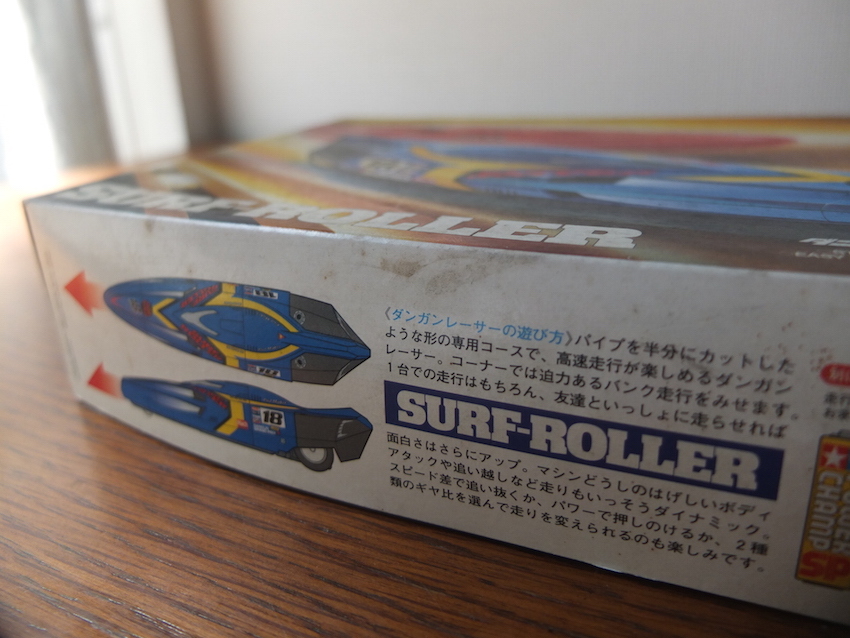 SURF-ROLLER
《ダンガンレーサーの遊び方》パイプを半分にカットした
ような形の専用コースで、高速走行が楽しめるダンガン
レーサー。コーナーでは迫力あるバンク走行をみせます。
1台での走行はもちろん、友達といっしょに走らせれば
SURF-ROLLER
面白さはさらにアップ。マシンどうしのはげしいボディ
アタックや追い越しなど走りもいっそうダイナミック。
スピード差で追い抜くか、パワーで押しのけるか、2種
類のギヤ比を選んで走りを変えられるのも楽しみです。
18
CHAMP
SP